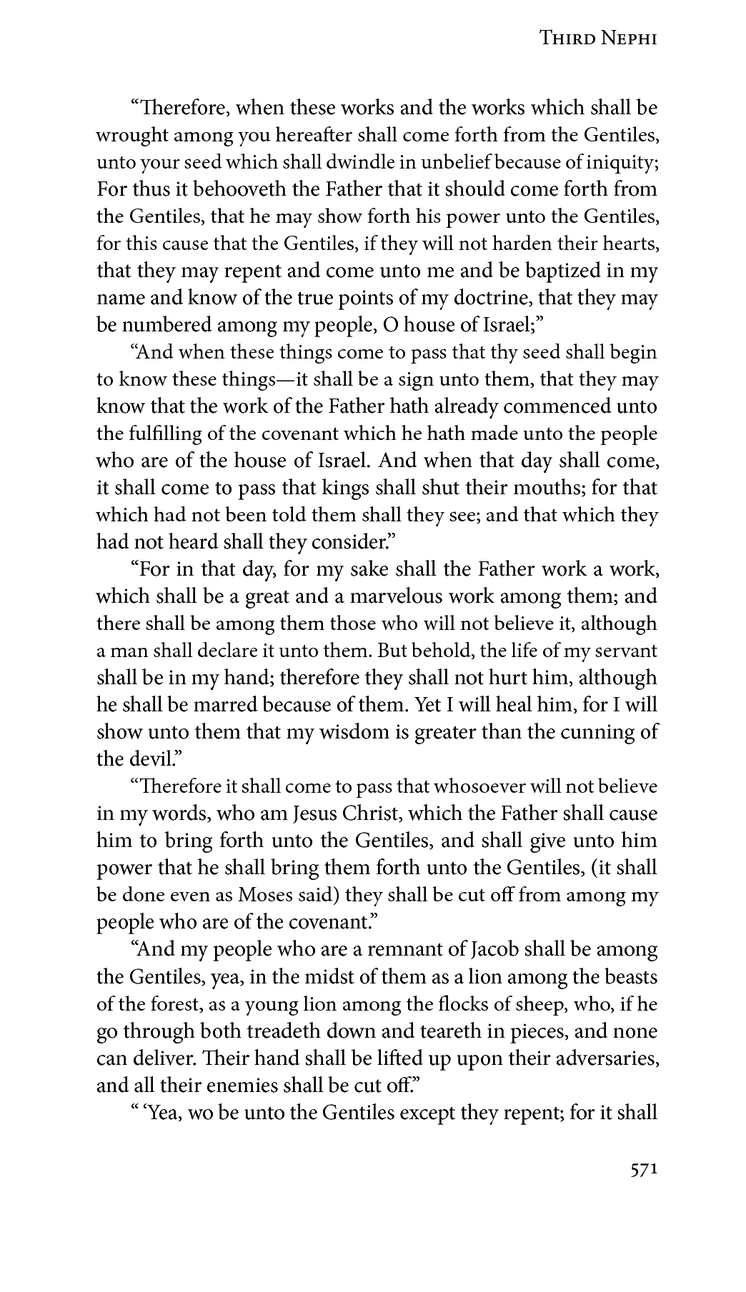 Third Nephi
“Therefore, when these works and the works which shall be
wrought among you hereafter shall come forth from the Gentiles,
unto your seed which shall dwindle in unbelief because of iniquity;
For thus it behooveth the Father that it should come forth from
the Gentiles, that he may show forth his power unto the Gentiles,
for this cause that the Gentiles, if they will not harden their hearts,
that they may repent and come unto me and be baptized in my
name and know of the true points of my doctrine, that they may
be numbered among my people, O house of Israel;”
“And when these things come to pass that thy seed shall begin
to know these things—it shall be a sign unto them, that they may
know that the work of the Father hath already commenced unto
the fulfilling of the covenant which he hath made unto the people
who are of the house of Israel. And when that day shall come,
it shall come to pass that kings shall shut their mouths; for that
which had not been told them shall they see; and that which they
had not heard shall they consider.”
“For in that day, for my sake shall the Father work a work,
which shall be a great and a marvelous work among them; and
there shall be among them those who will not believe it, although
a man shall declare it unto them. But behold, the life of my servant
shall be in my hand; therefore they shall not hurt him, although
he shall be marred because of them. Yet I will heal him, for I will
show unto them that my wisdom is greater than the cunning of
the devil.”
“Therefore it shall come to pass that whosoever will not believe
in my words, who am Jesus Christ, which the Father shall cause
him to bring forth unto the Gentiles, and shall give unto him
power that he shall bring them forth unto the Gentiles, (it shall
be done even as Moses said) they shall be cut off from among my
people who are of the covenant.”
“And my people who are a remnant of Jacob shall be among
the Gentiles, yea, in the midst of them as a lion among the beasts
of the forest, as a young lion among the flocks of sheep, who, if he
go through both treadeth down and teareth in pieces, and none
can deliver. Their hand shall be lifted up upon their adversaries,
and all their enemies shall be cut off.”
“ ‘Yea, wo be unto the Gentiles except they repent; for it shall
571